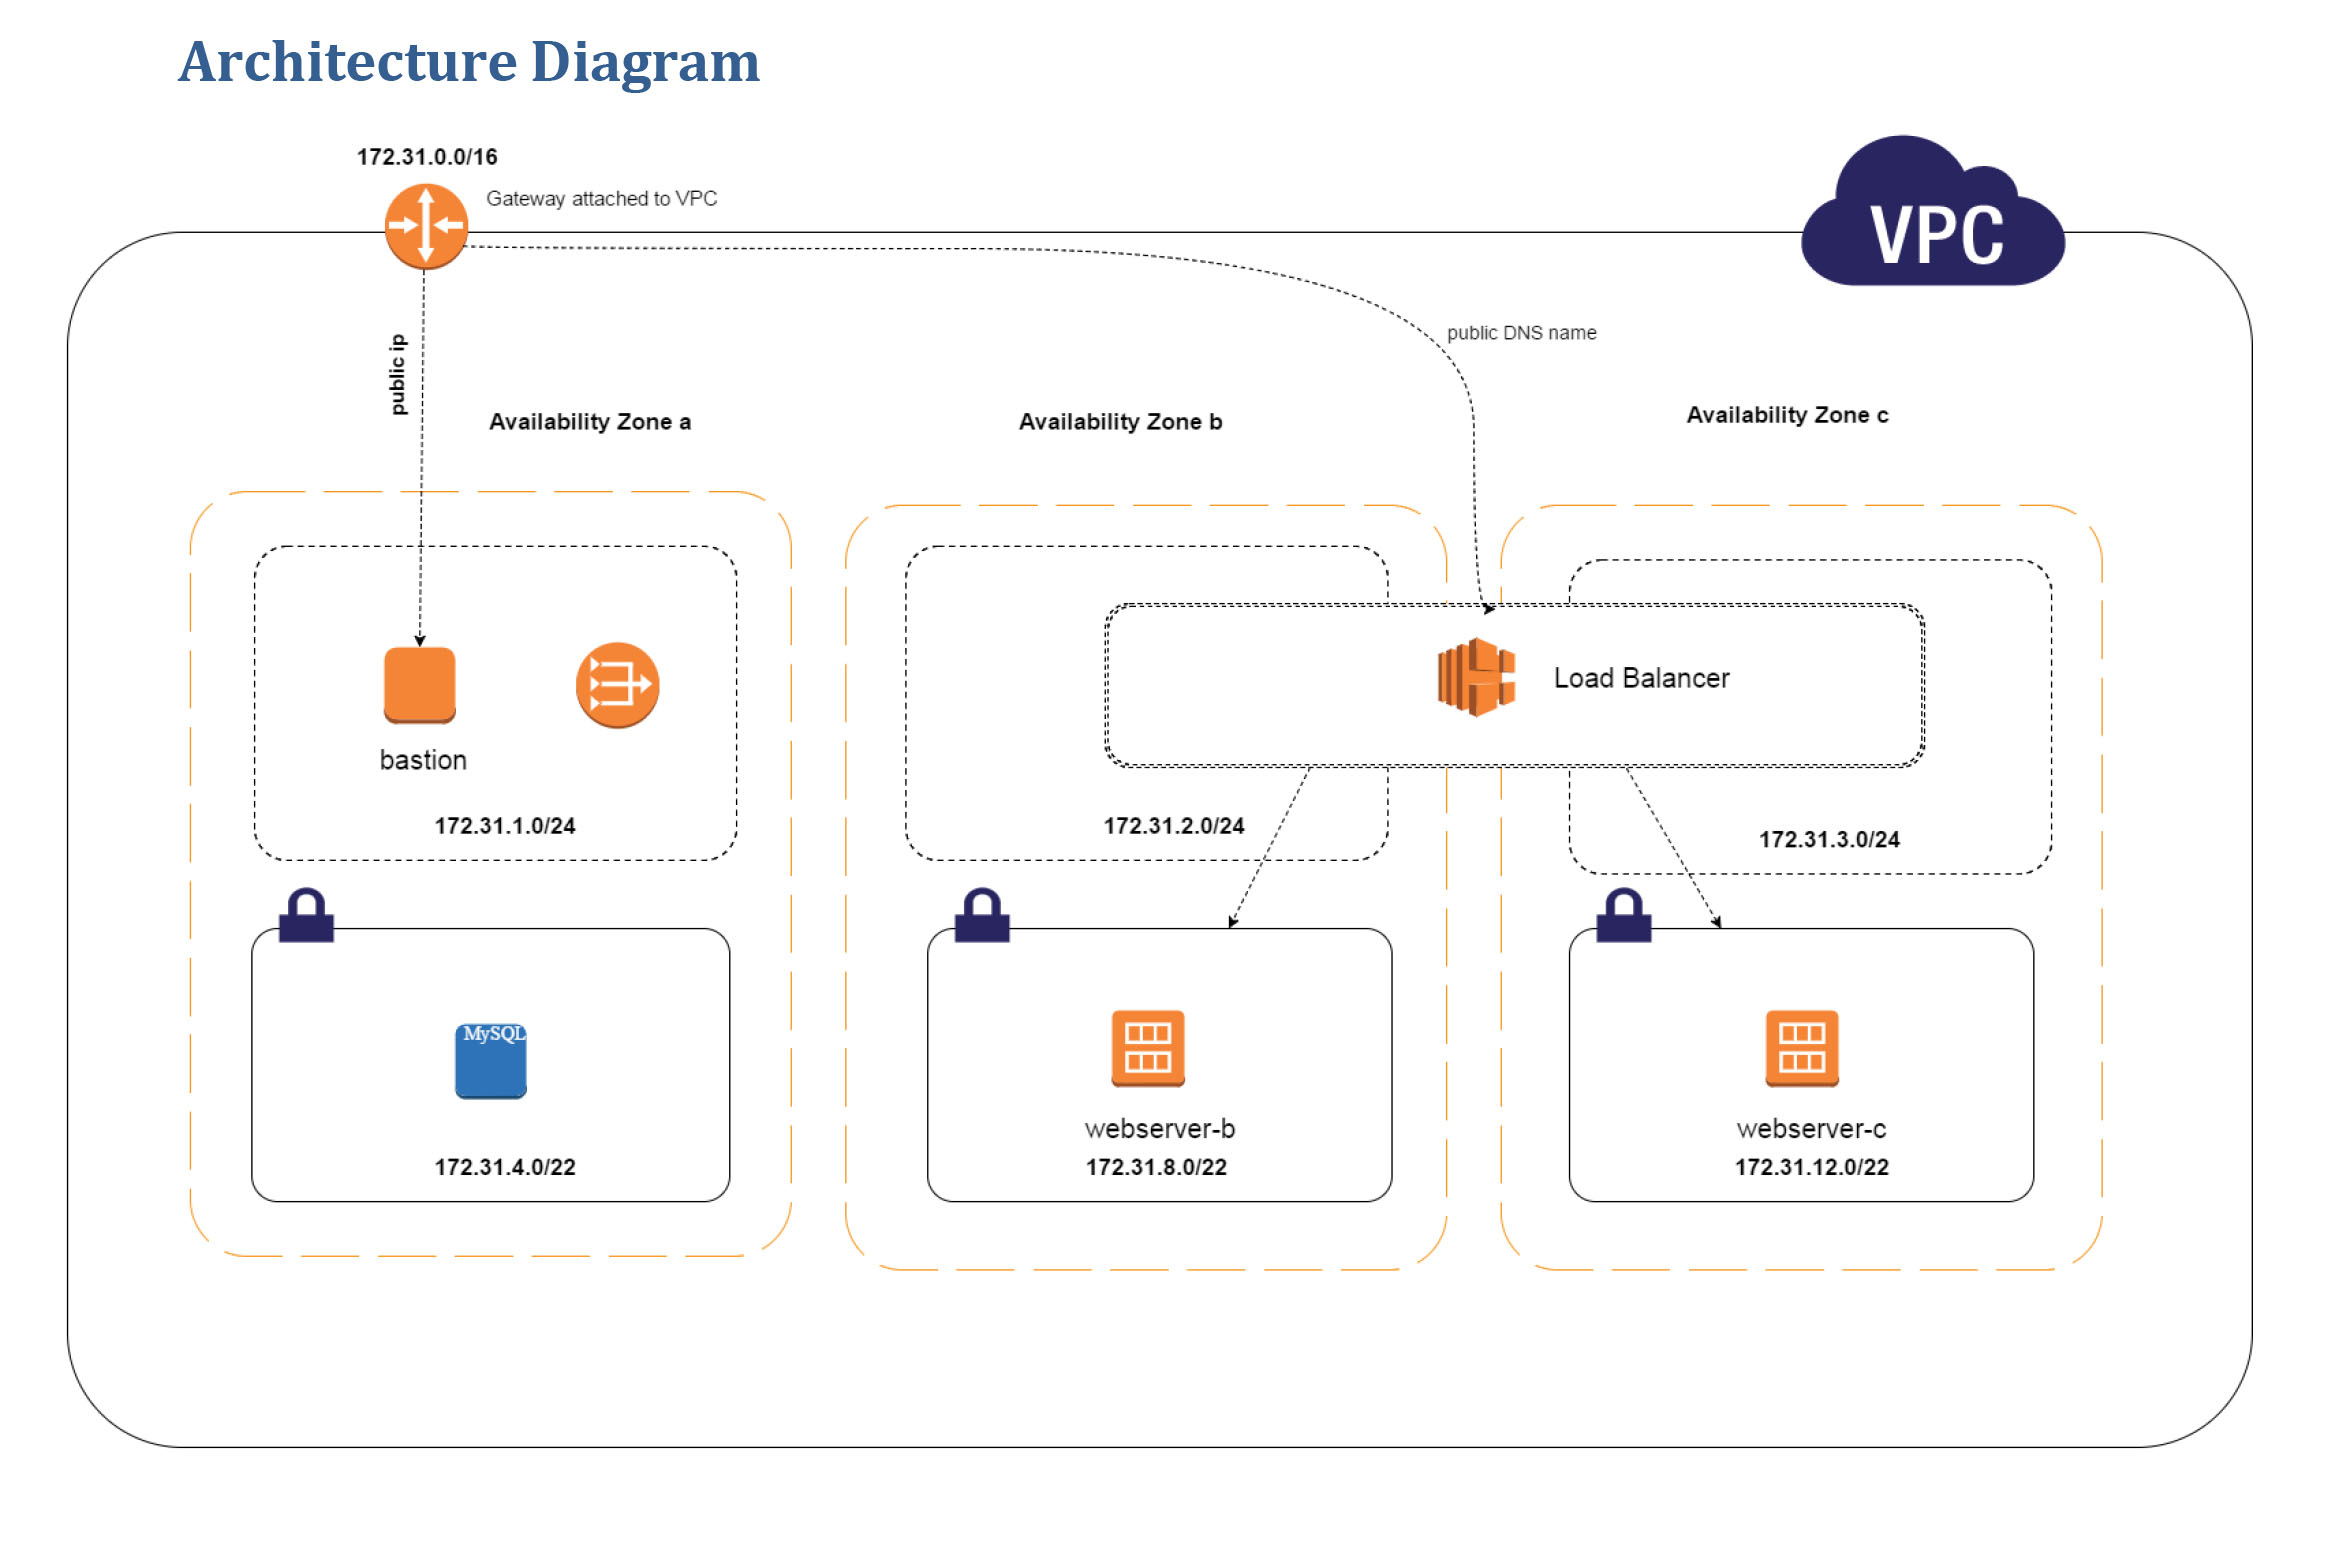 Architecture Diagram
172.31.0.0/16
Gateway attached to VPC
VPC
public ip
public DNS name
Availability Zone a
Availability Zone b
Availability Zone c
Load Balancer
bastion
172.31.1.0/24
172.31.2.0/24
172.31.3.0/24
MySQL
webserver-b
webserver-c
172.31.4.0/22
172.31.8.0/22
172.31.12.0/22